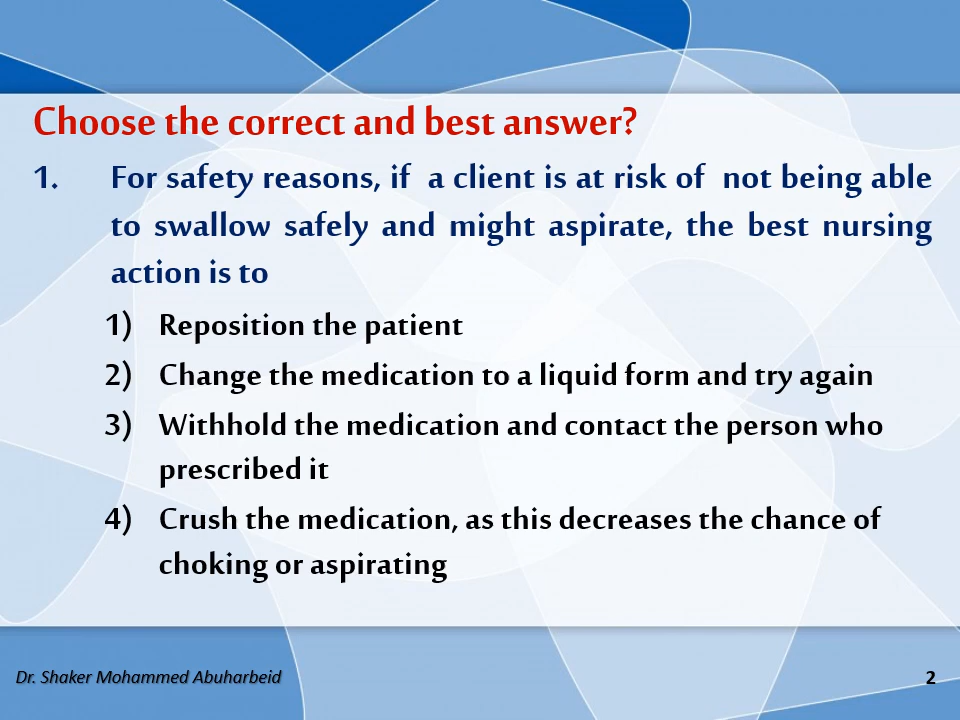 Choose the correct and best answer?
1. For safety reasons, if a client is at risk of not being able
to swallow safely and might aspirate, the best nursing
action is to
1) Reposition the patient
2) Change the medication to a liquid form and try again
3) Withhold the medication and contact the person who
prescribed it
4) Crush the medication, as this decreases the chance of
choking or aspirating
Dr. Shaker Mohammed Abuharbeid
2